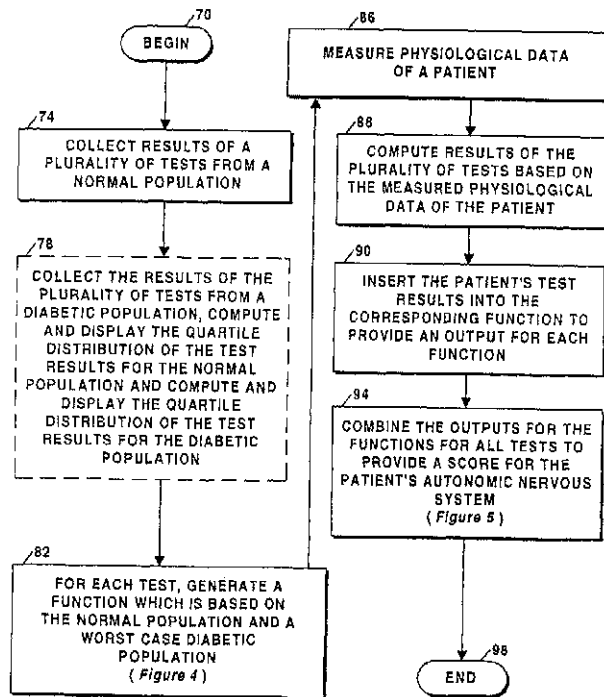 70
BEGIN
74
COLLECT RESULTS OF A
PLURALITY OF TESTS FROM A
NORMAL POPULATION
78
COLLECT THE RESULTS OF THE
PLURALITY OF TESTS FROM A
DIABETIC POPULATION, COMPUTE
AND DISPLAY THE QUARTILE
DISTRIBUTION OF THE TEST
RESULTS FOR THE NORMAL
POPULATION AND COMPUTE AND
DISPLAY THE QUARTILE
DISTRIBUTION OF THE TEST
RESULTS FOR THE DIABETIC
POPULATION
82
FOR EACH TEST, GENERATE A
FUNCTION WHICH IS BASED ON
THE NORMAL POPULATION AND A
WORST CASE DIABETIC
POPULATION
(Figure 4)
86
MEASURE PHYSIOLOGICAL DATA
OF A PATIENT
88
COMPUTE RESULTS OF THE
PLURALITY OF TESTS BASED ON
THE MEASURED PHYSIOLOGICAL
DATA OF THE PATIENT
90
INSERT THE PATIENT'S TEST
RESULTS INTO THE
CORRESPONDING FUNCTION TO
PROVIDE AN OUTPUT FOR EACH
FUNCTION
94
COMBINE THE OUTPUTS FOR THE
FUNCTIONS FOR ALL TESTS TO
PROVIDE A SCORE FOR THE
PATIENT'S AUTONOMIC NERVOUS
SYSTEM
(Figure 5)
98
END